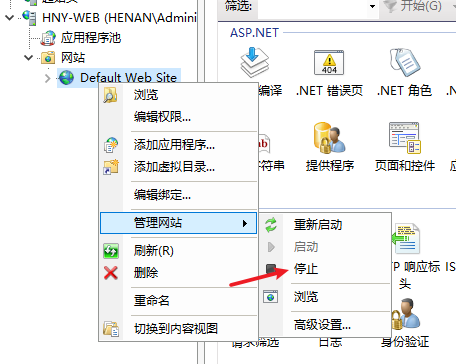 筛选:
开始(G)
HNY-WEB (HENAN\Admini
应用程序池
网站
Default Web Site
ASP.NET
编译
.NET 错误页
.NET 角色
字符串
提供程序
页面和控件
浏览
编辑权限...
添加应用程序...
添加虚拟目录...
编辑绑定...
管理网站
刷新(R)
删除
重命名
切换到内容视图
重新启动
启动
停止
浏览
高级设置...
响应标
头
IS
请求筛选
日志
身份验证